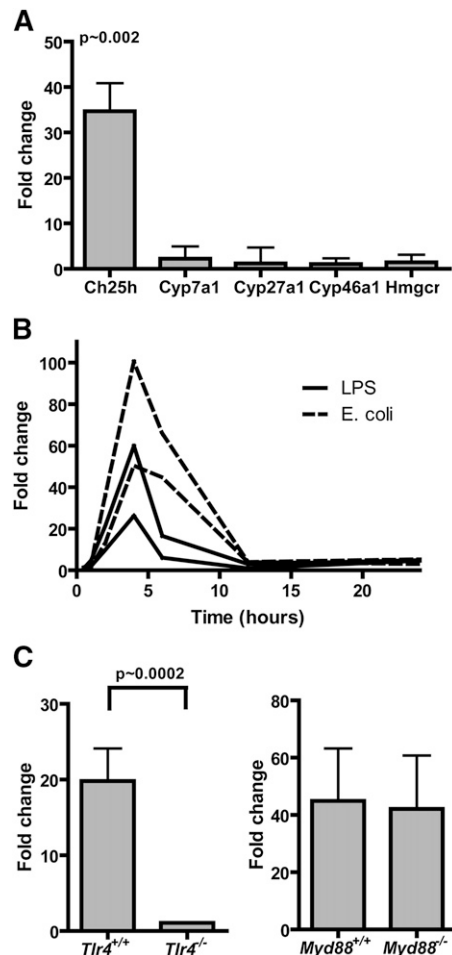 A
p~0.002
50
40
30
20
10
0
Fold change
Ch25h Cyp7a1 Cyp27a1 Cyp46a1 Hmgcr
B
100
80
60
40
20
0
Fold change
LPS
E. coli
0 5 10 15 20
Time (hours)
C
p~0.0002
30
20
10
0
Fold change
Tlr4+/+ Tlr4-/-
80
60
40
20
0
Fold change
Myd88+/+ Myd88-/-